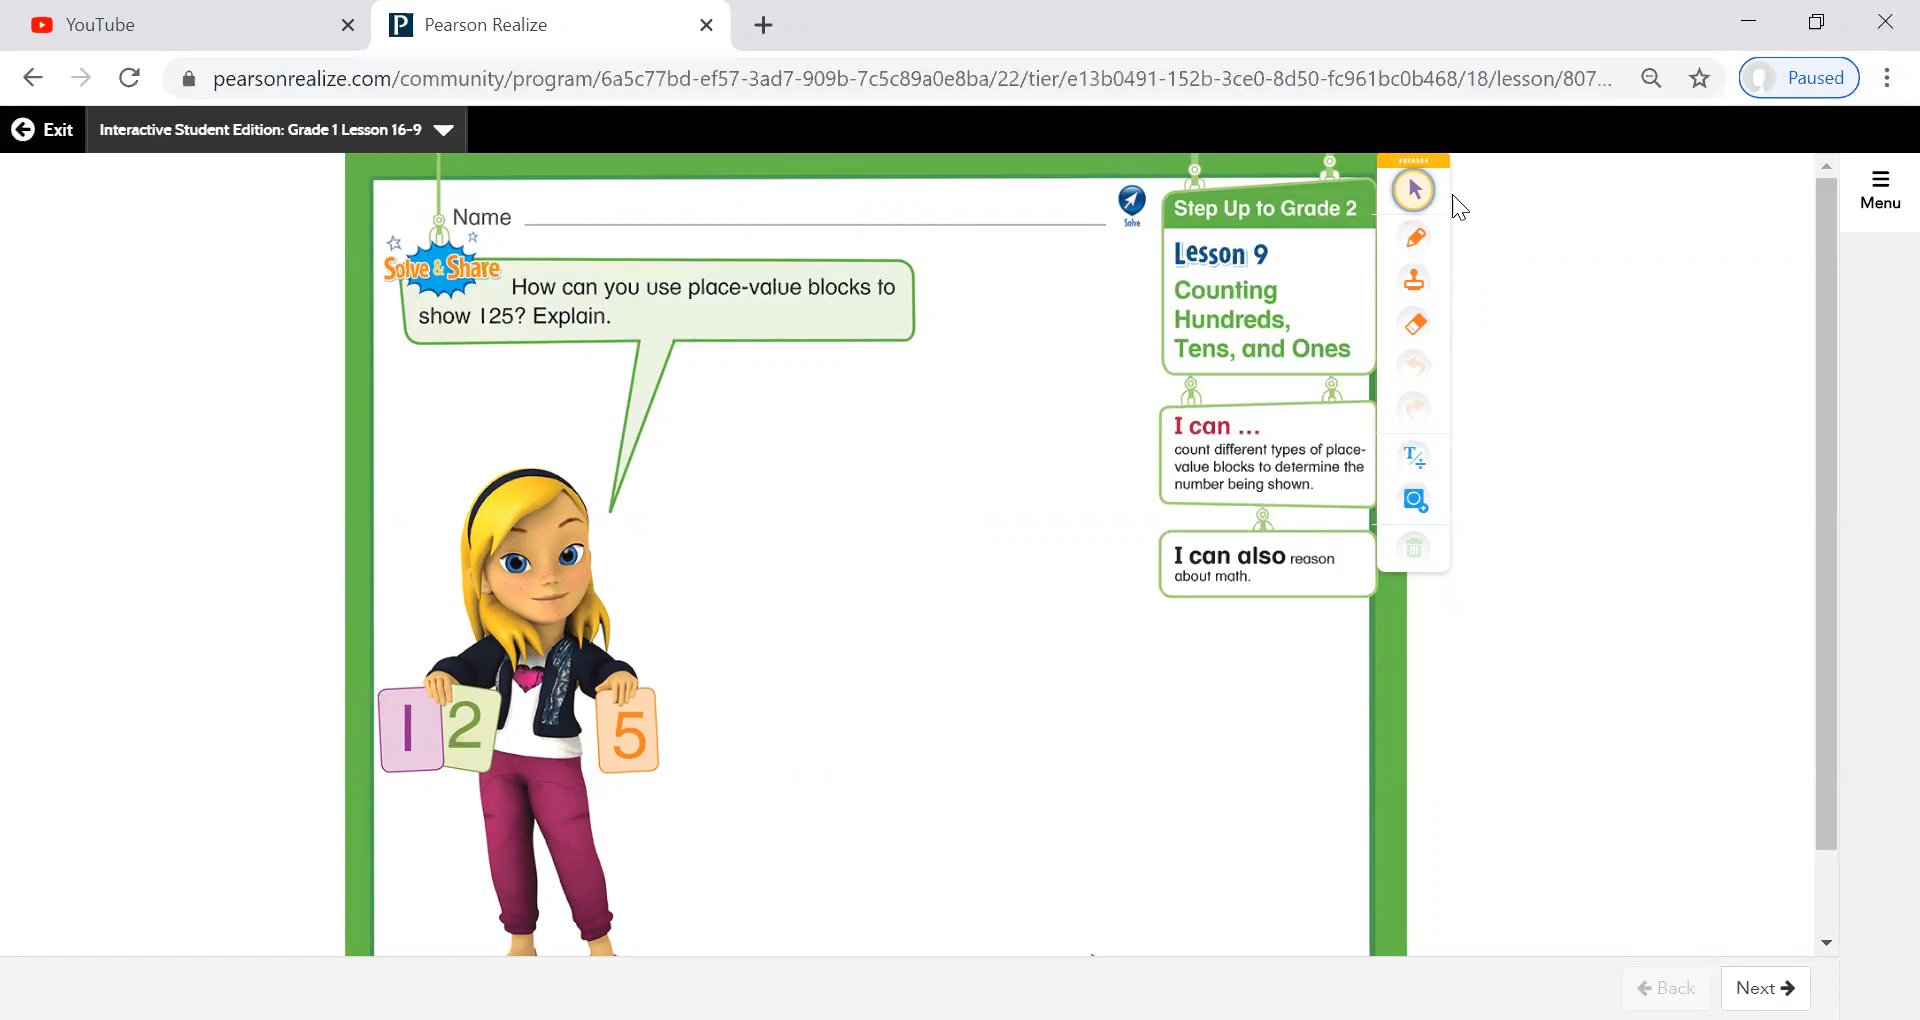 YouTube
Pearson Realize
pearsonrealize.com/community/program/6a5c77bd-ef57-3ad7-909b-7c5c89a0e8ba/22/tier/e13b0491-152b-3ce0-8d50-fc961bc0b468/18/lesson/807...
Paused
Exit
Interactive Student Edition: Grade 1 Lesson 16-9
Menu
Name
Solve
Solve & Share
How can you use place-value blocks to
show 125? Explain.
Step Up to Grade 2
Lesson 9
Counting
Hundreds,
Tens, and Ones
I can ...
count different types of place-
value blocks to determine the
number being shown.
I can also reason
about math.
1 2 5
Back
Next